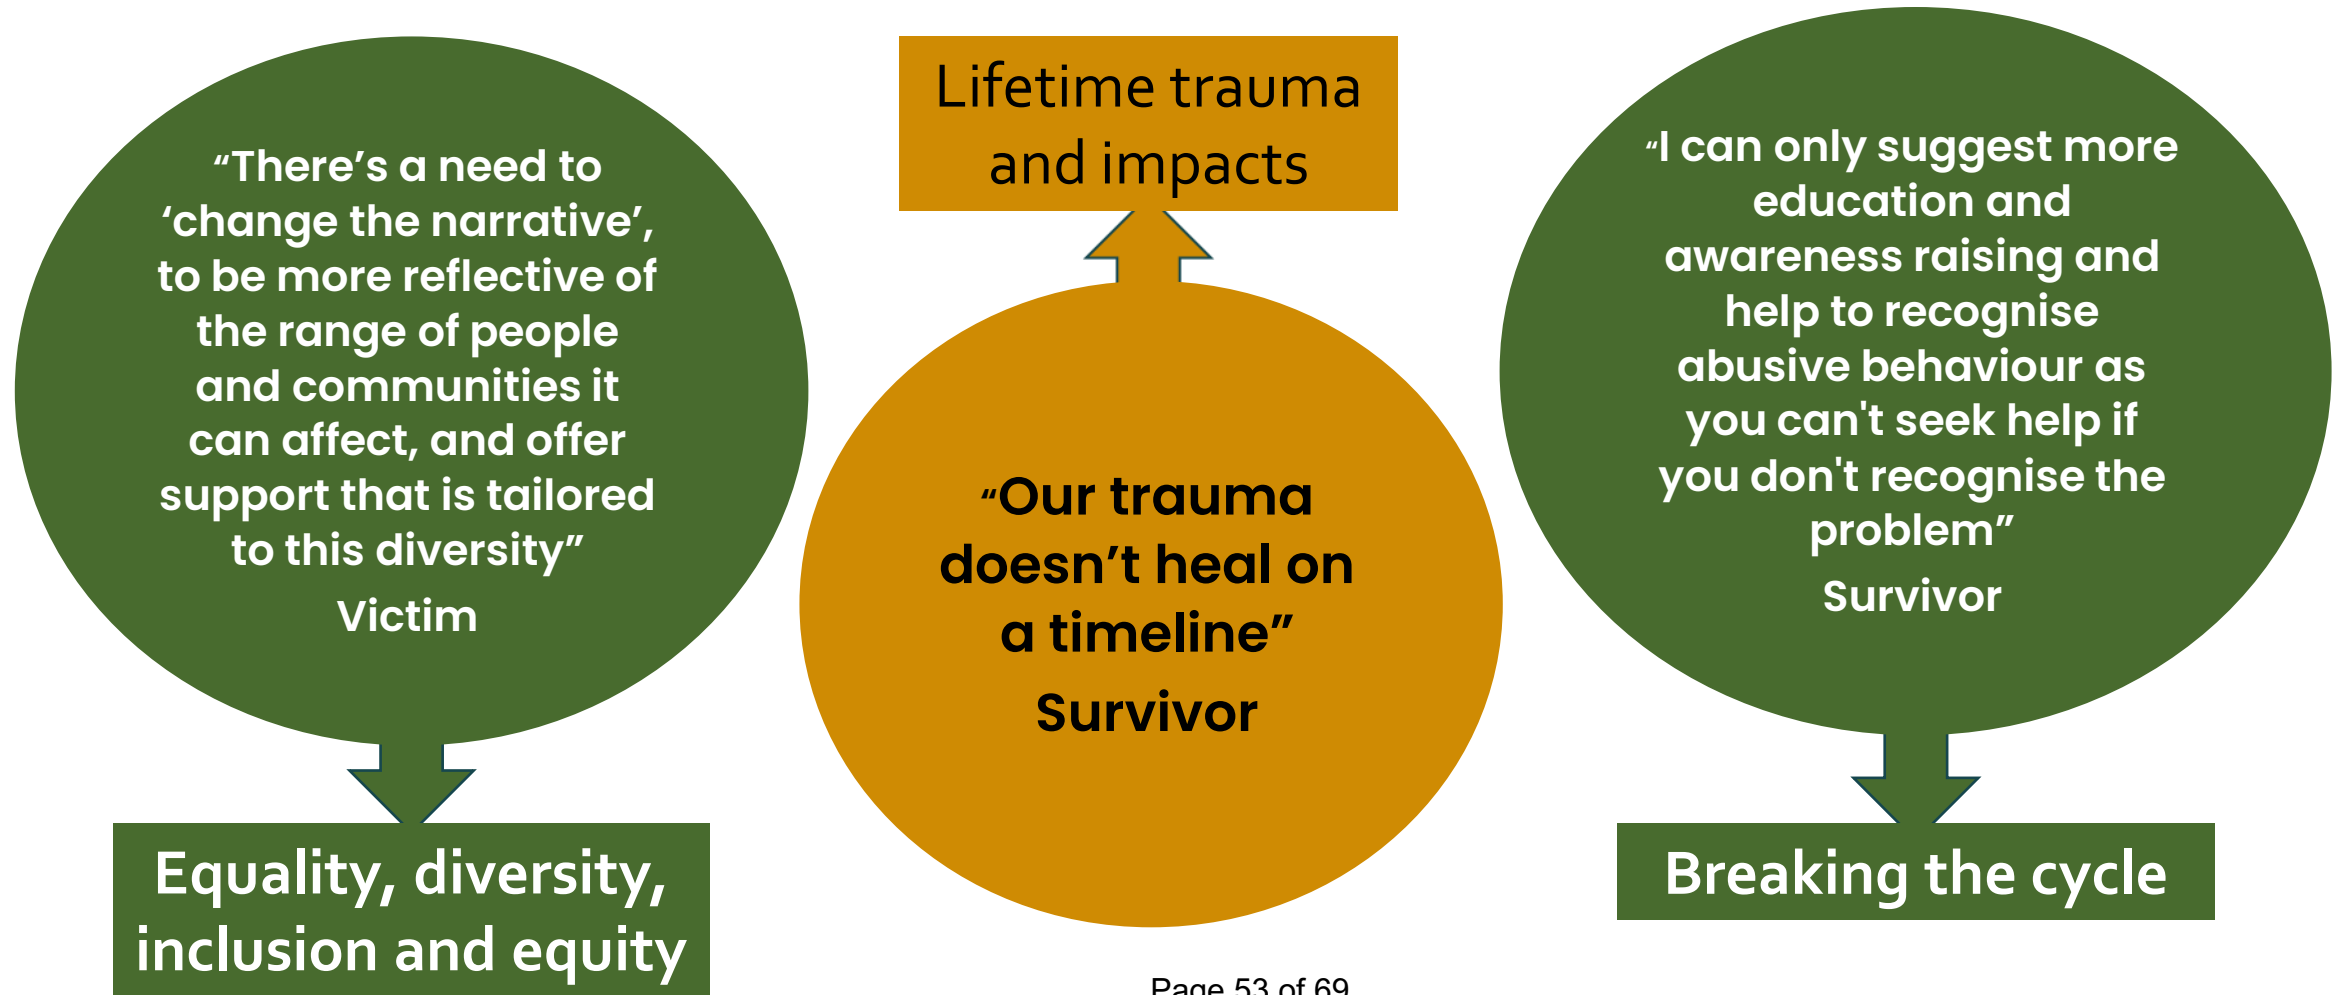 “There’s a need to
‘change the narrative’,
to be more reflective of
the range of people
and communities it
can affect, and offer
support that is tailored
to this diversity”
Victim
Equality, diversity,
inclusion and equity
Lifetime trauma
and impacts
“Our trauma
doesn’t heal on
a timeline”
Survivor
“I can only suggest more
education and
awareness raising and
help to recognise
abusive behaviour as
you can't seek help if
you don't recognise the
problem”
Survivor
Breaking the cycle
Page 53 of 69